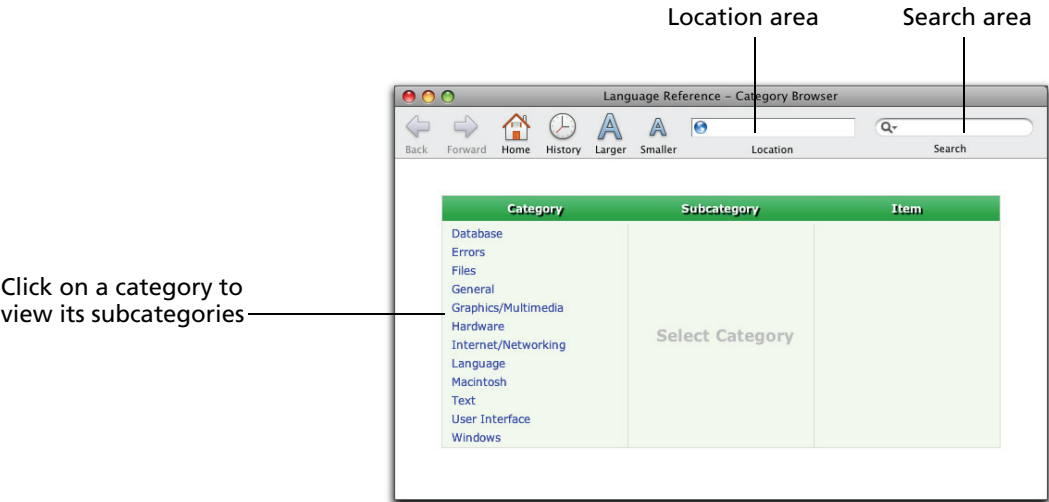 Location area Search area
Language Reference – Category Browser
Back Forward Home History Larger Smaller Location Search
Category Subcategory Item
Database
Errors
Files
Click on a category to
General
view its subcategories
Graphics/Multimedia
Hardware
Select Category
Internet/Networking
Language
Macintosh
Text
User Interface
Windows